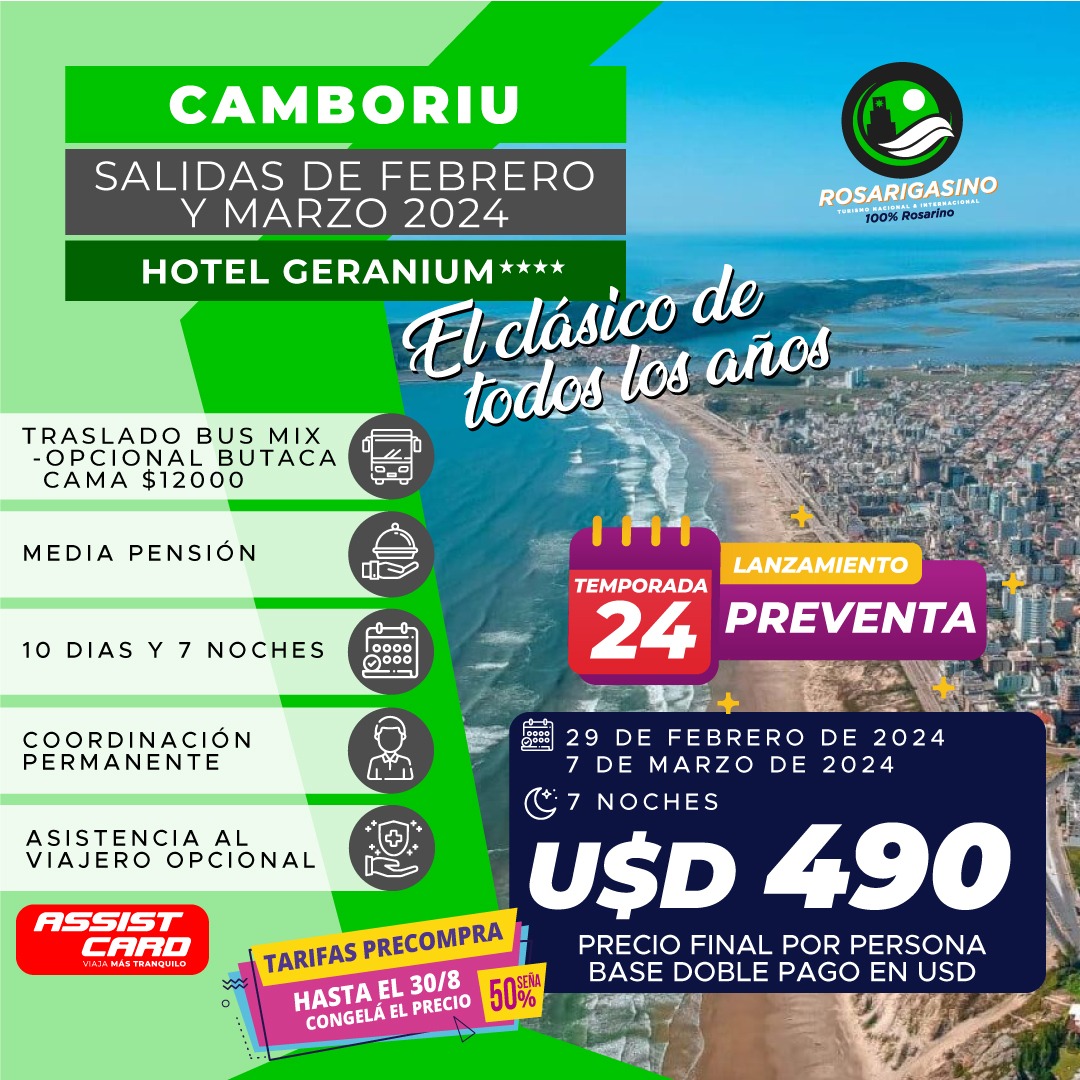 CAMBORIU
SALIDAS DE FEBRERO
Y MARZO 2024
HOTEL GERANIUM★★★★
ROSARIGASINO
TURISMO NACIONAL & INTERNACIONAL
100% Rosarino
El clásico de
todos los años
TRASLADO BUS MIX
-OPCIONAL BUTACA
CAMA $12000
MEDIA PENSIÓN
10 DIAS Y 7 NOCHES
COORDINACIÓN
PERMANENTE
ASISTENCIA AL
VIAJERO OPCIONAL
ASSIST
CARD
VIAJA MÁS TRANQUILO
TEMPORADA
24
LANZAMIENTO
PREVENTA
29 DE FEBRERO DE 2024
7 DE MARZO DE 2024
7 NOCHES
U$D 490
PRECIO FINAL POR PERSONA
BASE DOBLE PAGO EN USD
TARIFAS PRECOMPRA
HASTA EL 30/8
CONGELÁ EL PRECIO
SEÑA
50%